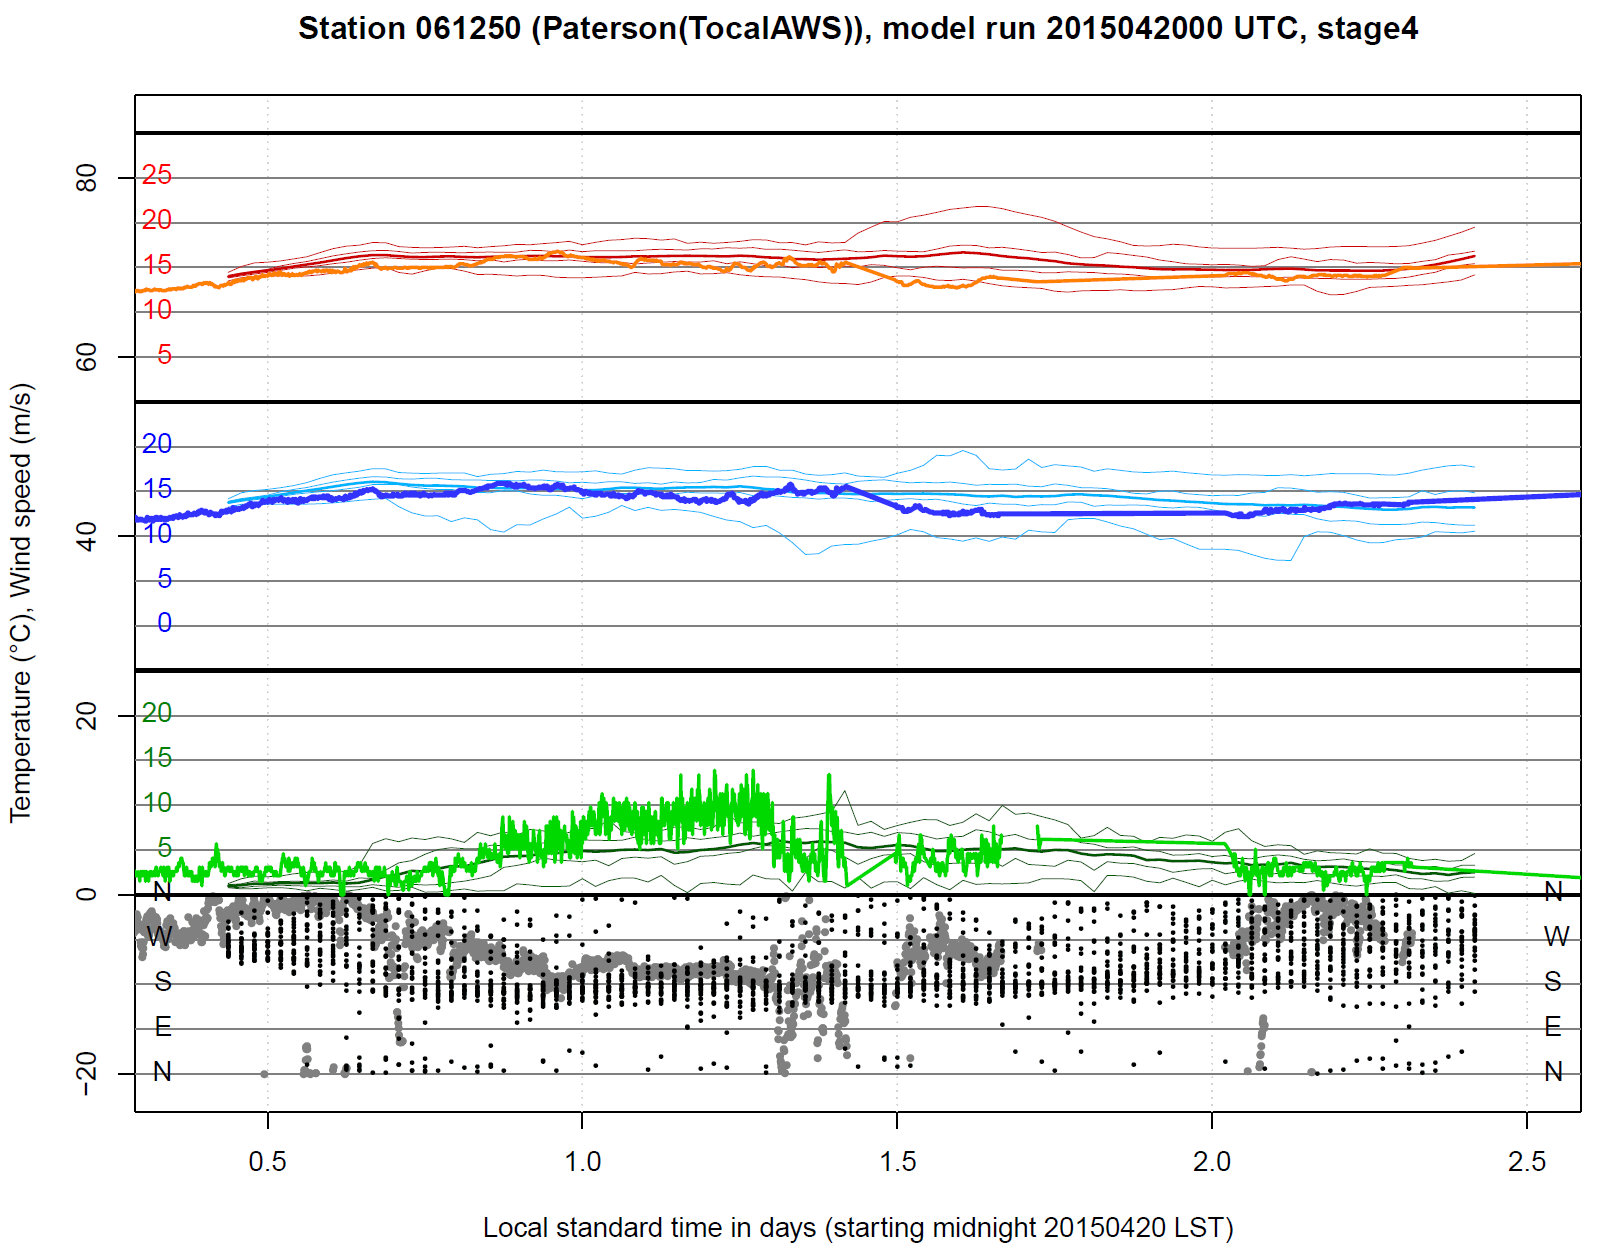 Station 061250 (Paterson(TocalAWS)), model run 2015042000 UTC, stage4
Temperature (°C), Wind speed (m/s)
80
60
40
20
0
−20
25
20
15
10
5
20
15
10
5
0
20
15
10
5
N N
W W
S S
E E
N N
0.5 1.0 1.5 2.0 2.5
Local standard time in days (starting midnight 20150420 LST)